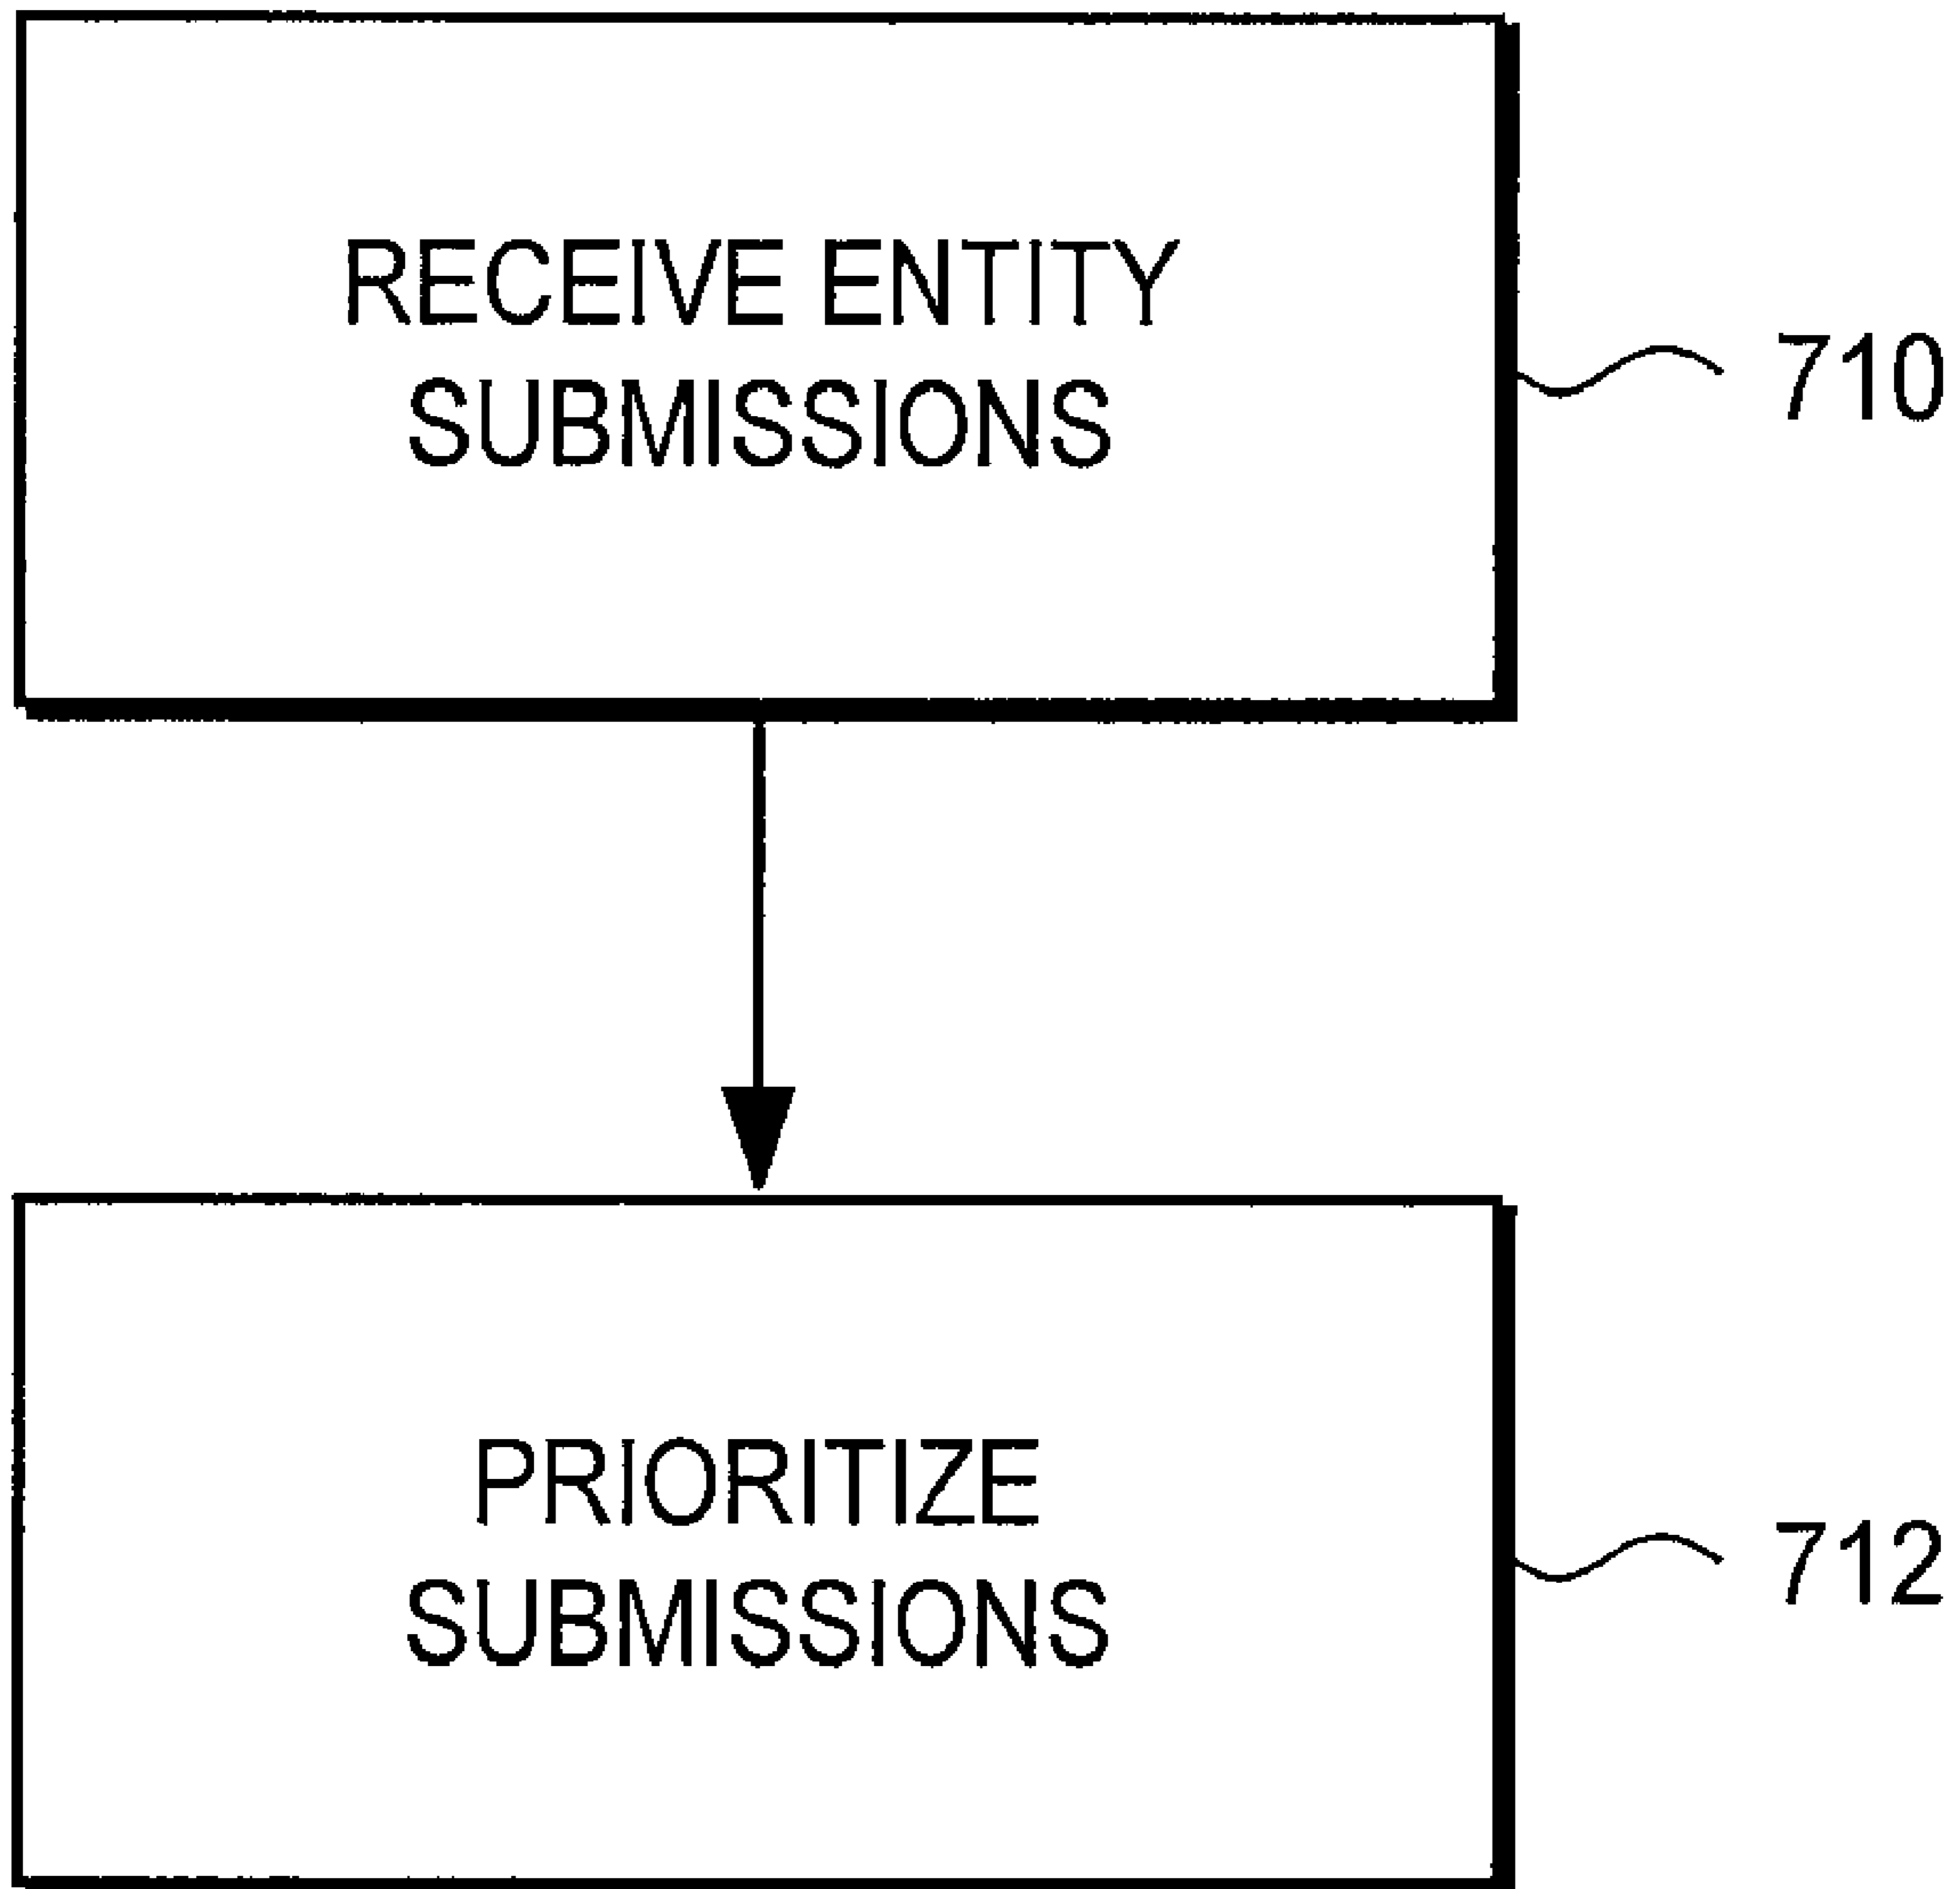 RECEIVE ENTITY
SUBMISSIONS
710
PRIORITIZE
SUBMISSIONS
712